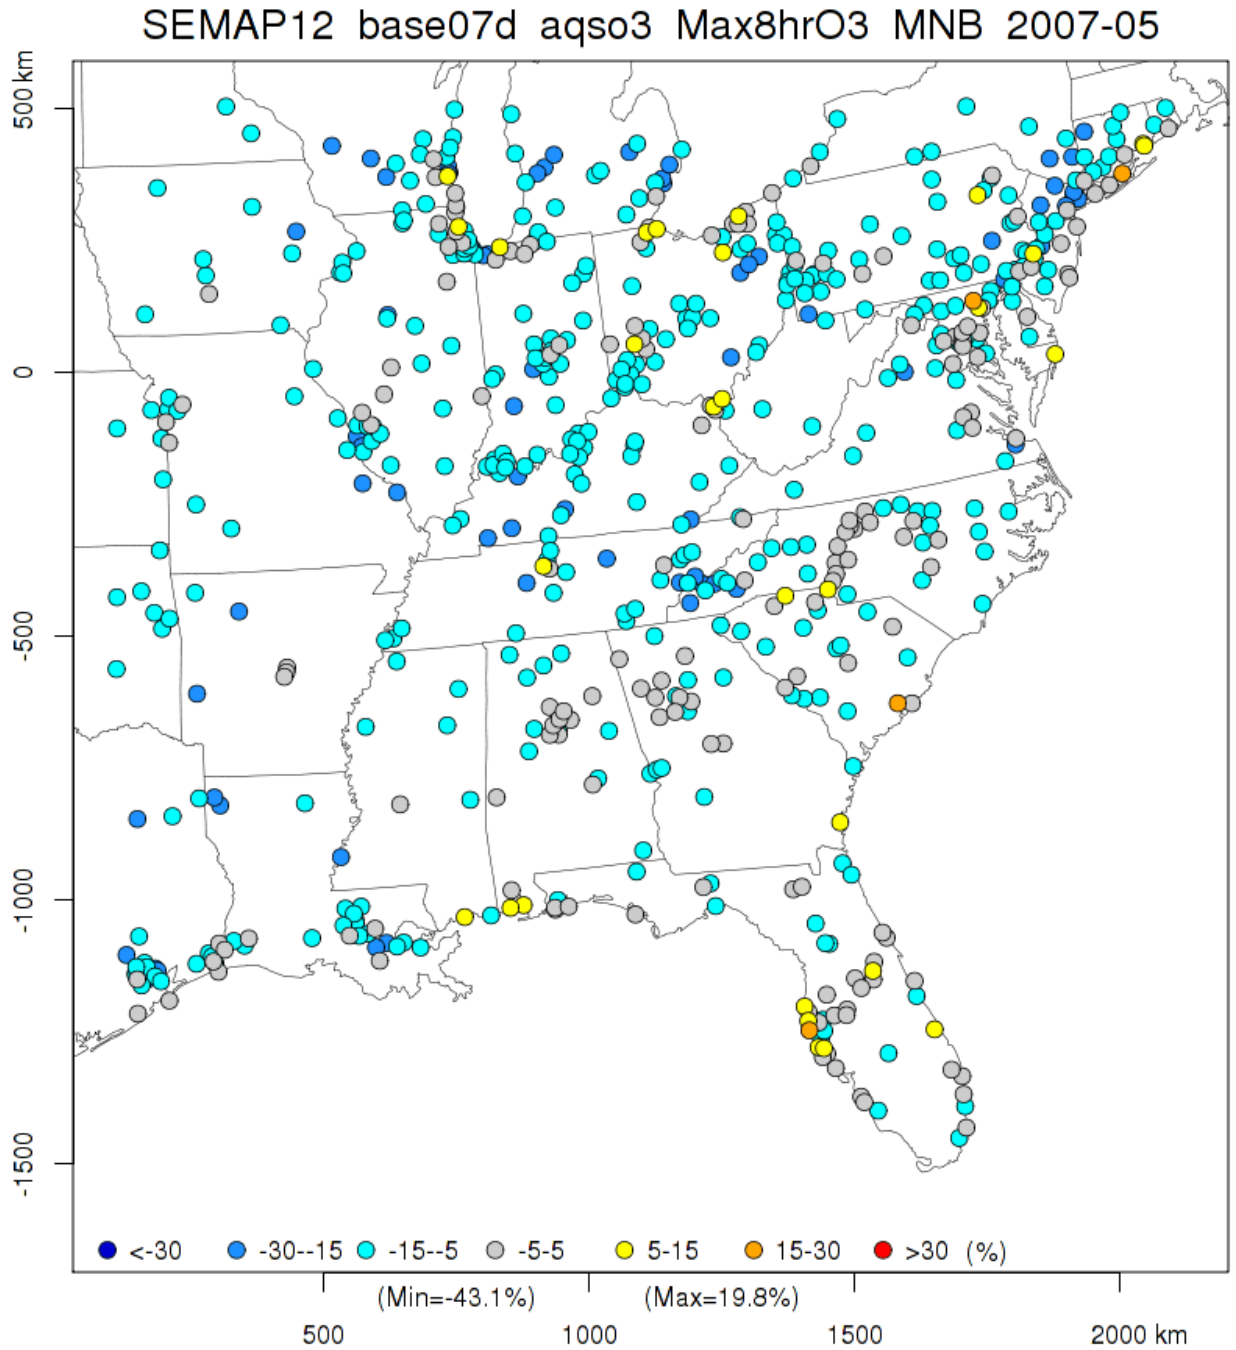 SEMAP12 base07d aqso3 Max8hrO3 MNB 2007-05
500 km
0
-500
-1000
-1500
<-30 -30--15 -15--5 -5-5 5-15 15-30 >30 (%)
(Min=-43.1%) (Max=19.8%)
500 1000 1500 2000 km